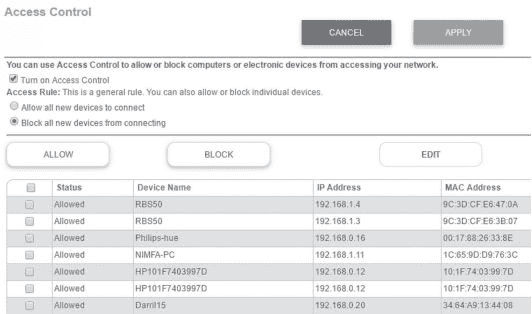 Access Control
CANCEL APPLY
You can use Access Control to allow or block computers or electronic devices from accessing your network.
Turn on Access Control
Access Rule: This is a general rule. You can also allow or block individual devices.
Allow all new devices to connect
Block all new devices from connecting
ALLOW BLOCK EDIT
Status Device Name IP Address MAC Address
Allowed RBS50 192.168.1.4 9C:3D:CF:E6:47:0A
Allowed RBS50 192.168.1.3 9C:3D:CF:E6:3B:07
Allowed Philips-hue 192.168.0.16 00:17:88:26:33:8E
Allowed NIMFA-PC 192.168.1.11 1C:65:9D:D9:76:3C
Allowed HP101F7403997D 192.168.0.12 10:1F:74:03:99:7D
Allowed HP101F7403997D 192.168.0.12 10:1F:74:03:99:7D
Allowed Darril15 192.168.0.20 34:64:A9:13:44:08